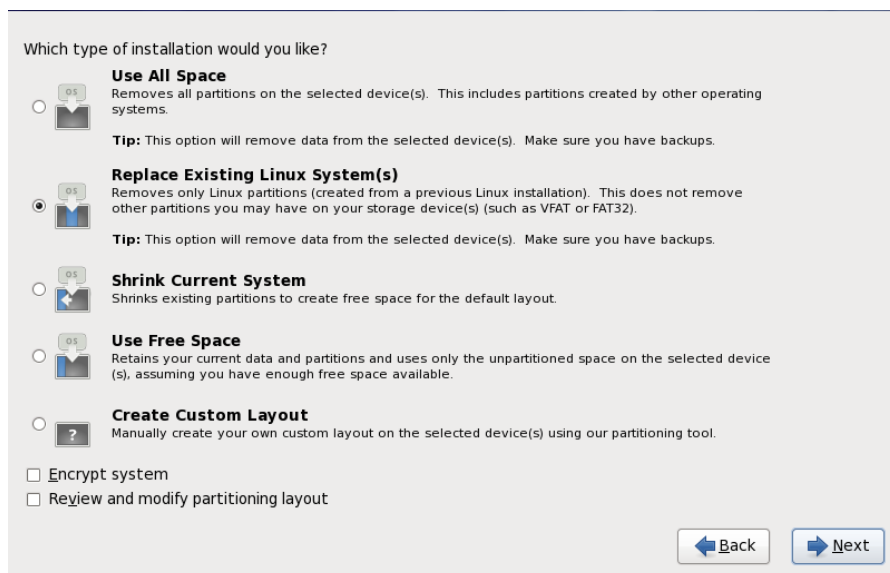 Which type of installation would you like?
OS
Use All Space
Removes all partitions on the selected device(s).  This includes partitions created by other operating
systems.
Tip: This option will remove data from the selected device(s).  Make sure you have backups.
OS
Replace Existing Linux System(s)
Removes only Linux partitions (created from a previous Linux installation).  This does not remove
other partitions you may have on your storage device(s) (such as VFAT or FAT32).
Tip: This option will remove data from the selected device(s).  Make sure you have backups.
OS
Shrink Current System
Shrinks existing partitions to create free space for the default layout.
OS
Use Free Space
Retains your current data and partitions and uses only the unpartitioned space on the selected device
(s), assuming you have enough free space available.
?
Create Custom Layout
Manually create your own custom layout on the selected device(s) using our partitioning tool.
Encrypt system
Review and modify partitioning layout
Back
Next